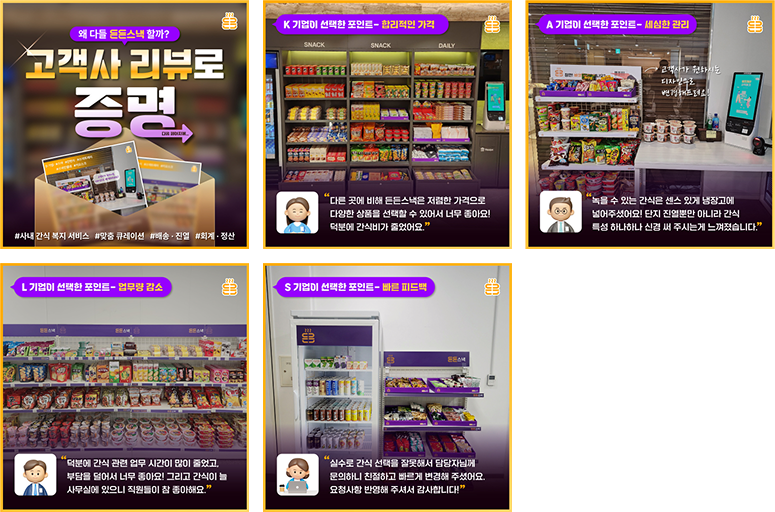 왜 다들 든든스낵 할까?
고객사 리뷰로
증명
#사내 간식 복지 서비스 #맞춤 큐레이션 #배송·진열 #회계·정산
K 기업이 선택한 포인트- 합리적인 가격
SNACK SNACK DAILY
"다른 곳에 비해 든든스낵은 저렴한 가격으로
다양한 상품을 선택할 수 있어서 너무 좋아요!
덕분에 간식비가 줄었어요."
A 기업이 선택한 포인트- 세심한 관리
고객사가 원하시는
디자인으로
변경해드려요!
"녹을 수 있는 간식은 센스 있게 냉장고에
넣어주셨어요! 단지 진열뿐만 아니라 간식
특성 하나하나 신경 써 주시는게 느껴졌습니다."
L 기업이 선택한 포인트- 업무량 감소
든든스낵 든든스낵 든든스낵
"덕분에 간식 관련 업무 시간이 많이 줄었고,
부담을 덜어서 너무 좋아요! 그리고 간식이 늘
사무실에 있으니 직원들이 참 좋아해요."
S 기업이 선택한 포인트- 빠른 피드백
든든스낵
"실수로 간식 선택을 잘못해서 담당자님께
문의하니 친절하고 빠르게 변경해 주셨어요.
요청사항 반영해 주셔서 감사합니다!"